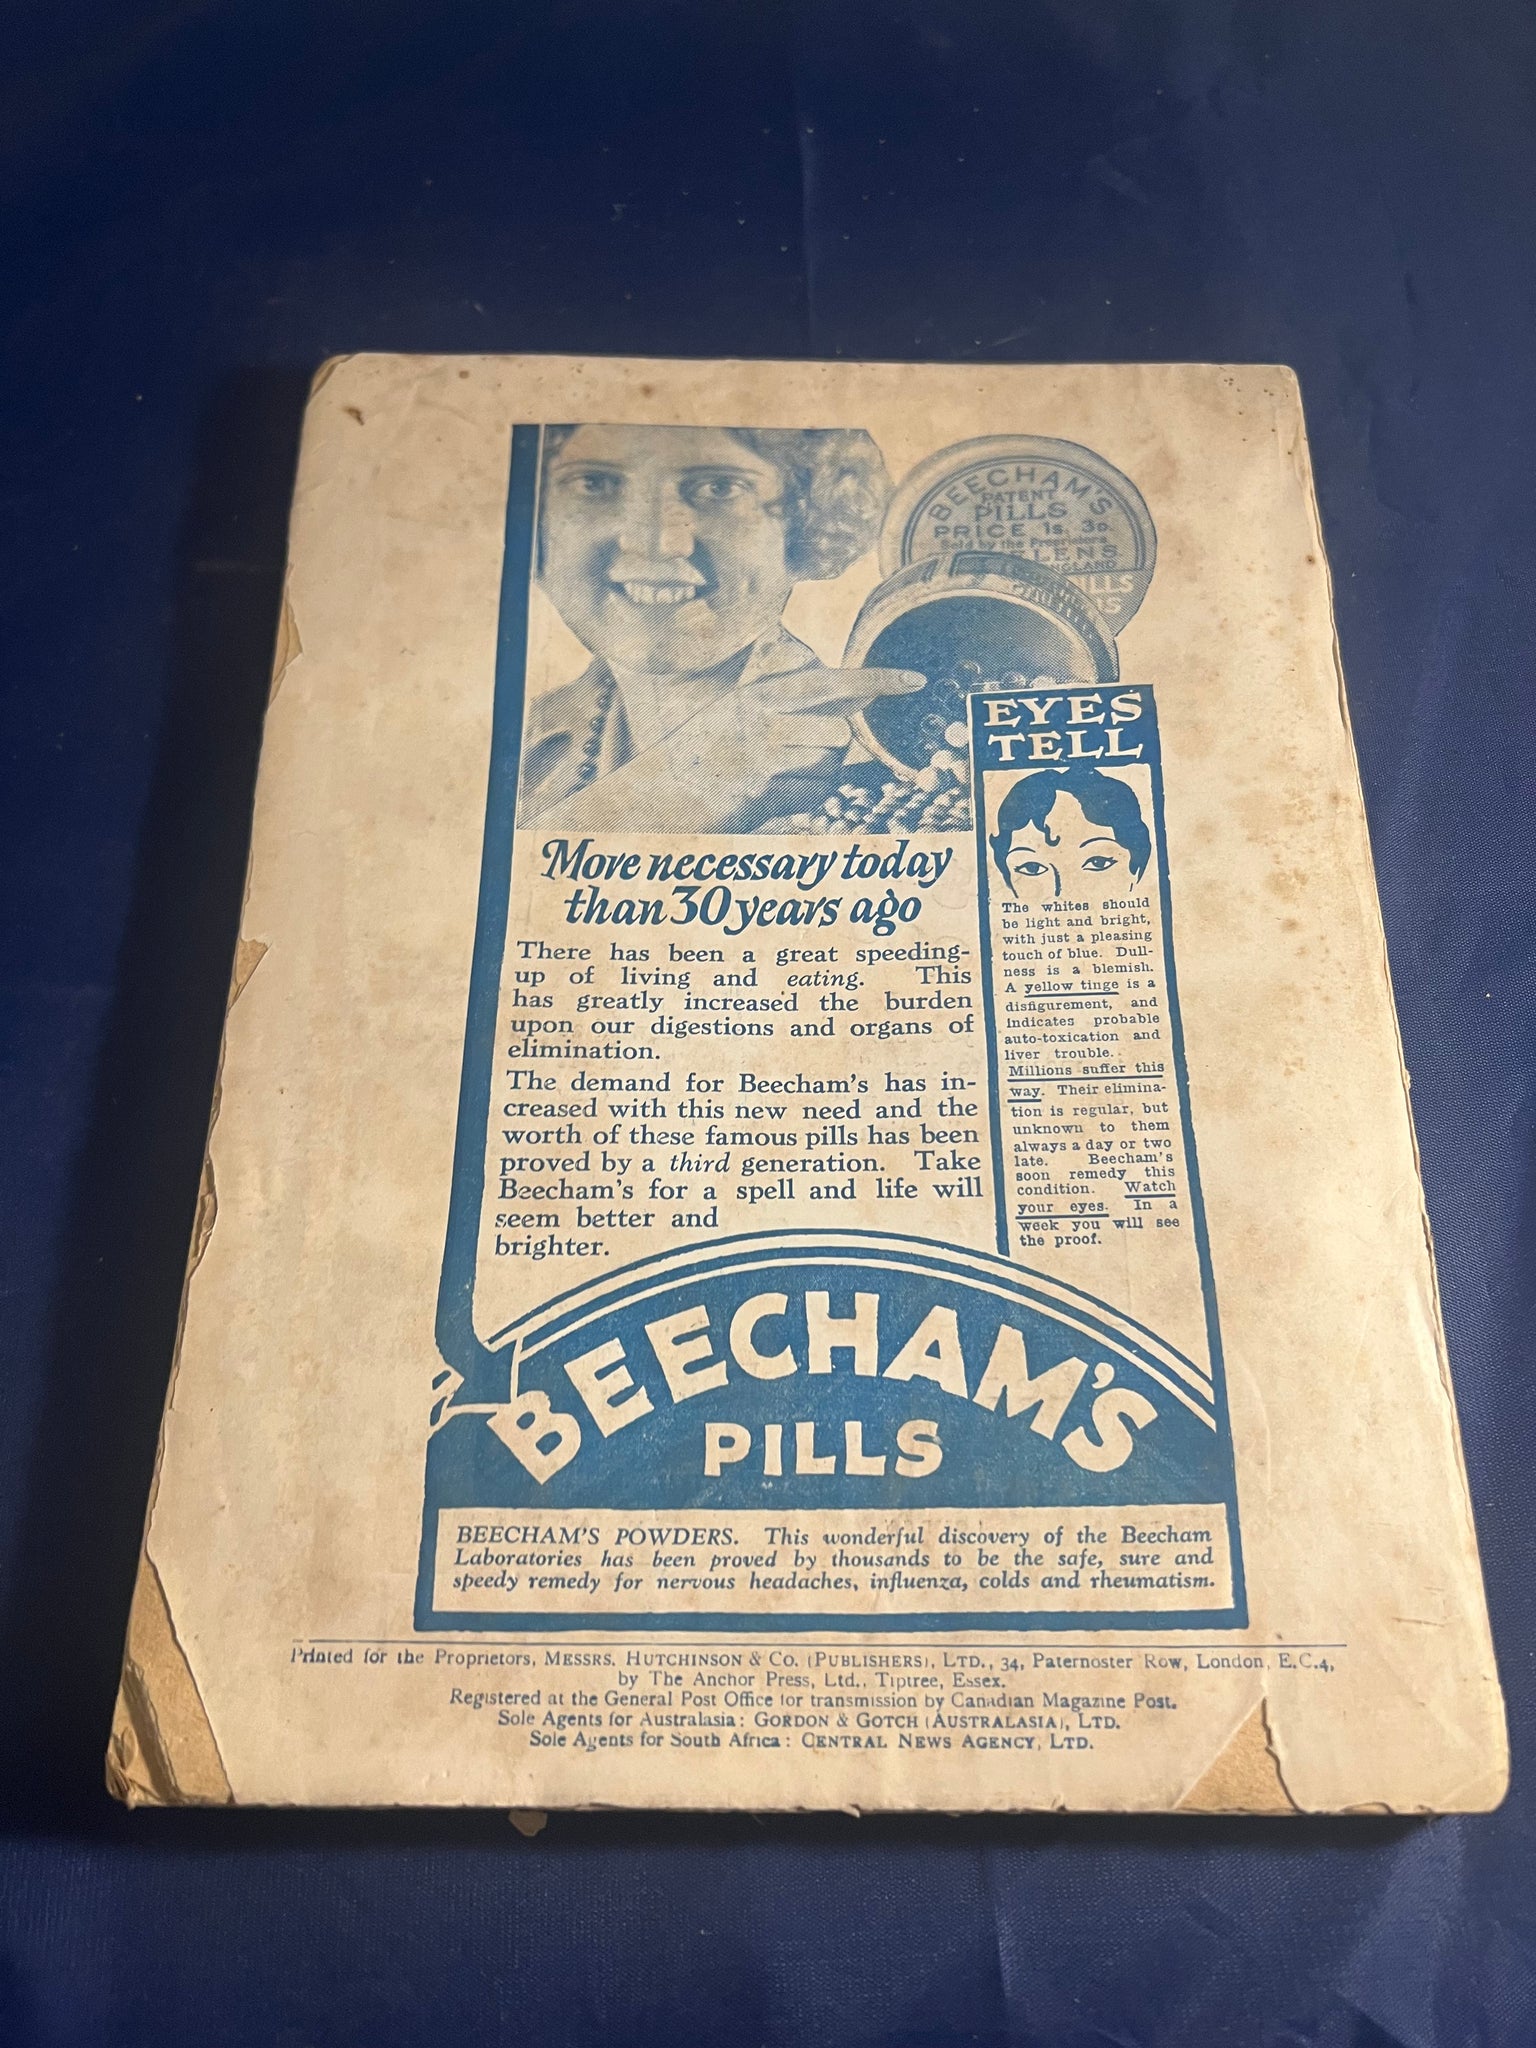 BEECHAM'S
PATENT
PILLS
PRICE 1s. 3D.
Sold by the Proprietors
LENS
ENGLAND
PILLS
EYES
TELL
The whites should
be light and bright,
with just a pleasing
touch of blue. Dull-
ness is a blemish.
A yellow tinge is a
disfigurement, and
indicates probable
auto-toxication and
liver trouble.
Millions suffer this
way. Their elimina-
tion is regular, but
unknown to them
always a day or two
late. Beecham's
soon remedy this
condition. Watch
your eyes. In a
week you will see
the proof.
More necessary today
than 30 years ago
There has been a great speeding-
up of living and eating. This
has greatly increased the burden
upon our digestions and organs of
elimination.
The demand for Beecham's has in-
creased with this new need and the
worth of these famous pills has been
proved by a third generation. Take
Beecham's for a spell and life will
seem better and
brighter.
BEECHAM'S
PILLS
BEECHAM'S POWDERS. This wonderful discovery of the Beecham
Laboratories has been proved by thousands to be the safe, sure and
speedy remedy for nervous headaches, influenza, colds and rheumatism.
Printed for the Proprietors, MESSRS. HUTCHINSON & CO. (PUBLISHERS), LTD., 34, Paternoster Row, London, E.C.4,
by The Anchor Press, Ltd., Tiptree, Essex.
Registered at the General Post Office for transmission by Canadian Magazine Post.
Sole Agents for Australasia: GORDON & GOTCH (AUSTRALASIA), LTD.
Sole Agents for South Africa: CENTRAL NEWS AGENCY, LTD.